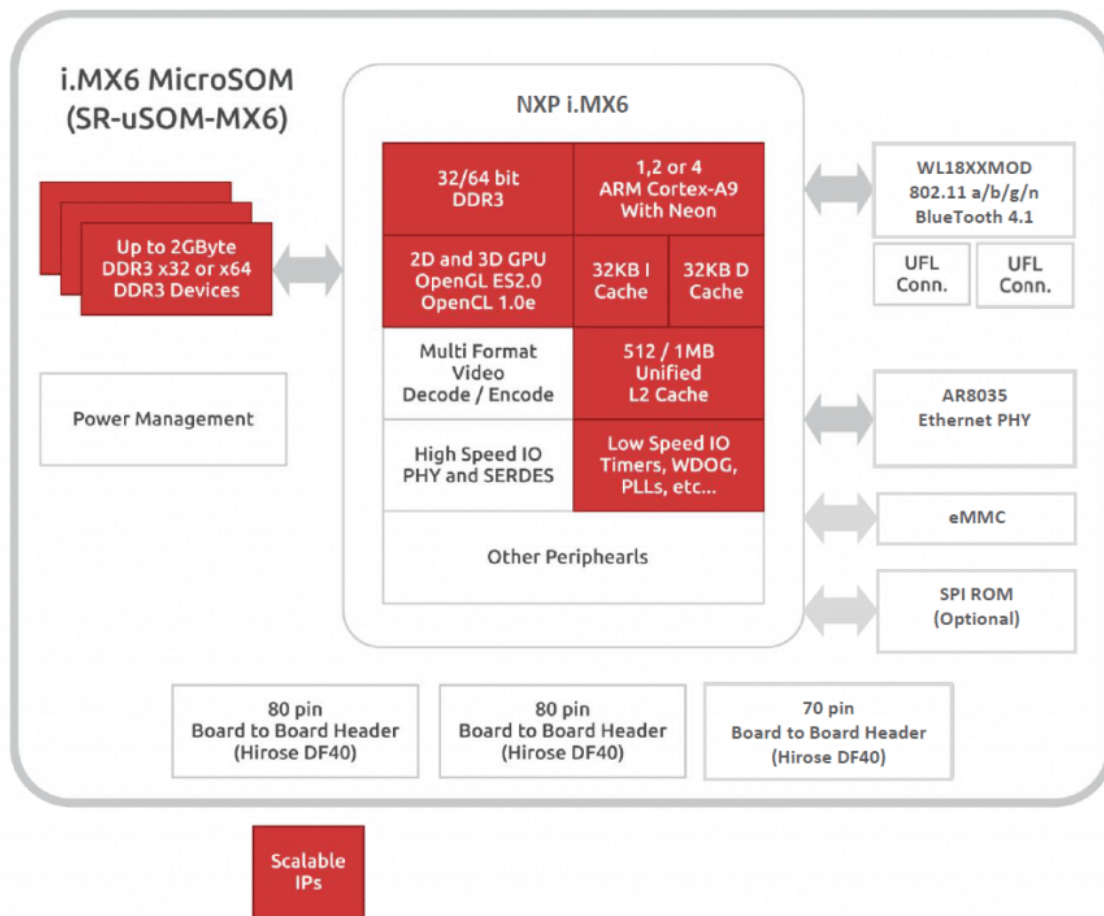 i.MX6 MicroSOM
(SR-uSOM-MX6)
NXP i.MX6
32/64 bit
DDR3
1,2 or 4
ARM Cortex-A9
With Neon
WL18XXMOD
802.11 a/b/g/n
BlueTooth 4.1
Up to 2GByte
DDR3 x32 or x64
DDR3 Devices
2D and 3D GPU
OpenGL ES2.0
OpenCL 1.0e
32KB I
Cache
32KB D
Cache
UFL
Conn.
UFL
Conn.
Multi Format
Video
Decode / Encode
512 / 1MB
Unified
L2 Cache
Power Management
AR8035
Ethernet PHY
High Speed IO
PHY and SERDES
Low Speed IO
Timers, WDOG,
PLLs, etc...
eMMC
Other Periphearls
SPI ROM
(Optional)
80 pin
Board to Board Header
(Hirose DF40)
80 pin
Board to Board Header
(Hirose DF40)
70 pin
Board to Board Header
(Hirose DF40)
Scalable
IPs